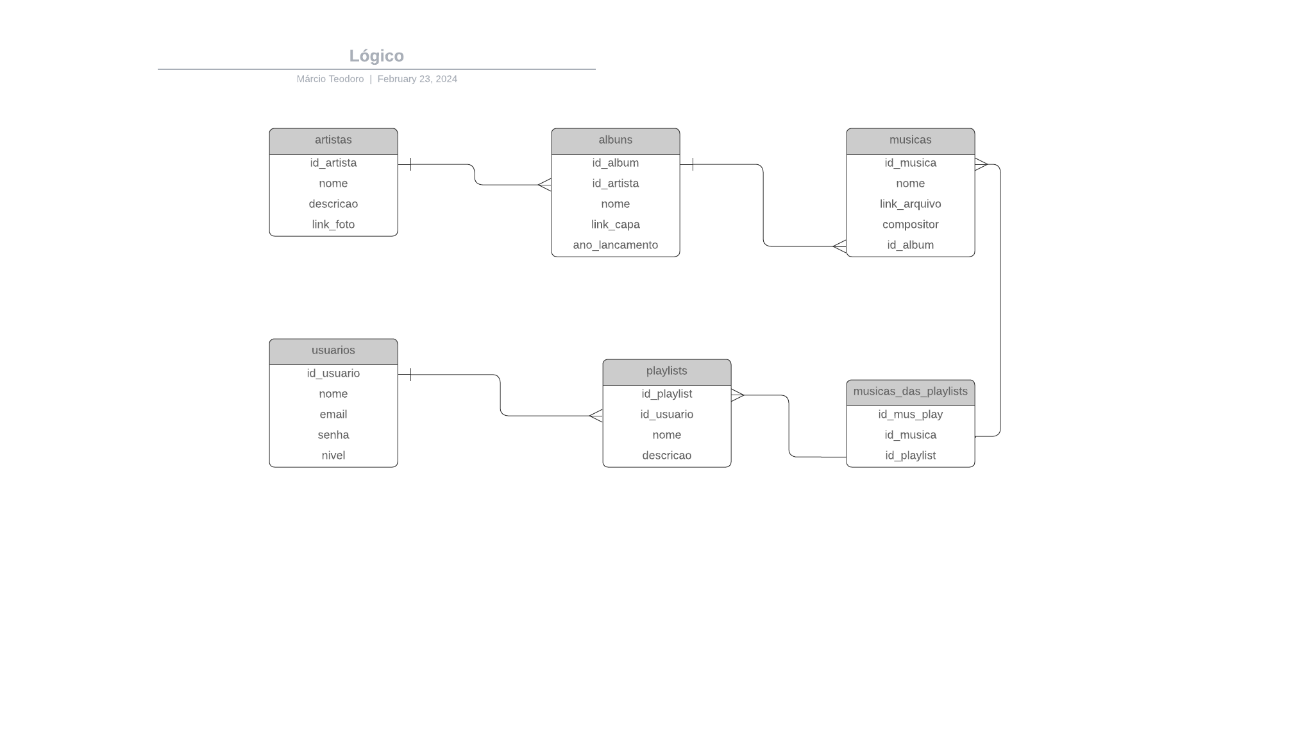 Lógico
Márcio Teodoro | February 23, 2024
artistas
id_artista
nome
descricao
link_foto
albuns
id_album
id_artista
nome
link_capa
ano_lancamento
musicas
id_musica
nome
link_arquivo
compositor
id_album
usuarios
id_usuario
nome
email
senha
nivel
playlists
id_playlist
id_usuario
nome
descricao
musicas_das_playlists
id_mus_play
id_musica
id_playlist